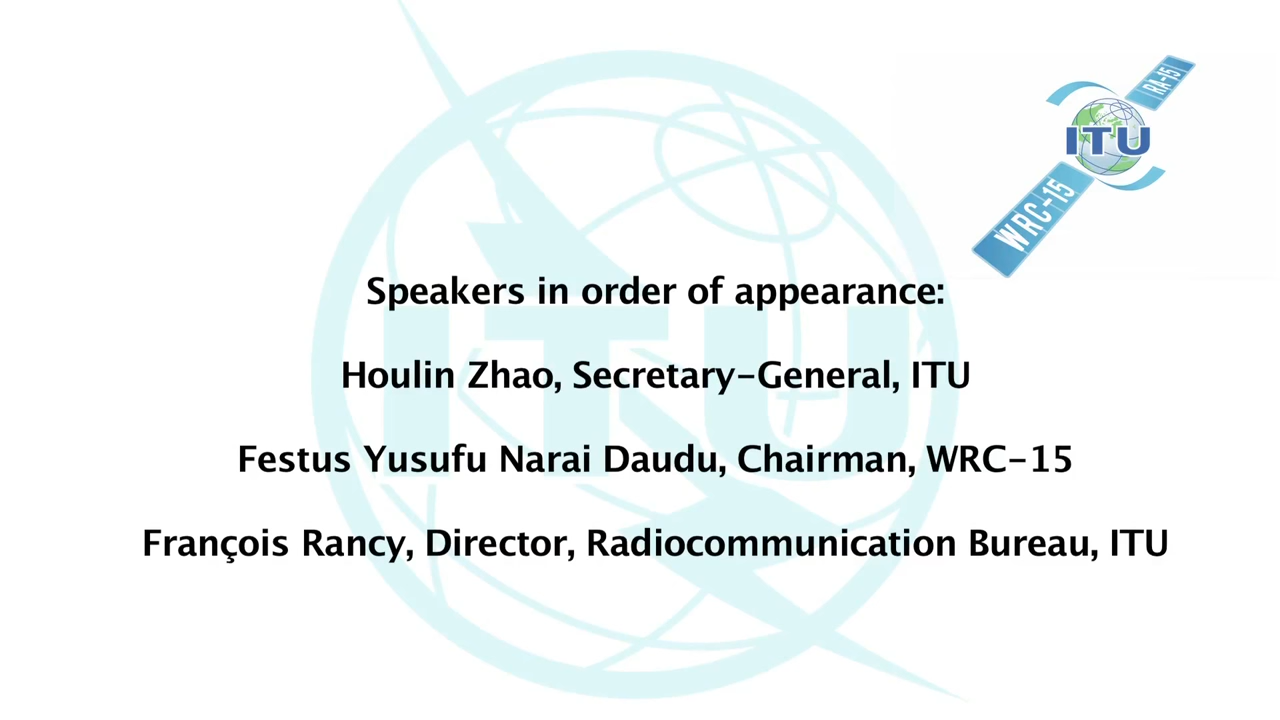 RA-15
ITU
WRC-15
Speakers in order of appearance:
Houlin Zhao, Secretary-General, ITU
Festus Yusufu Narai Daudu, Chairman, WRC-15
François Rancy, Director, Radiocommunication Bureau, ITU
ITU